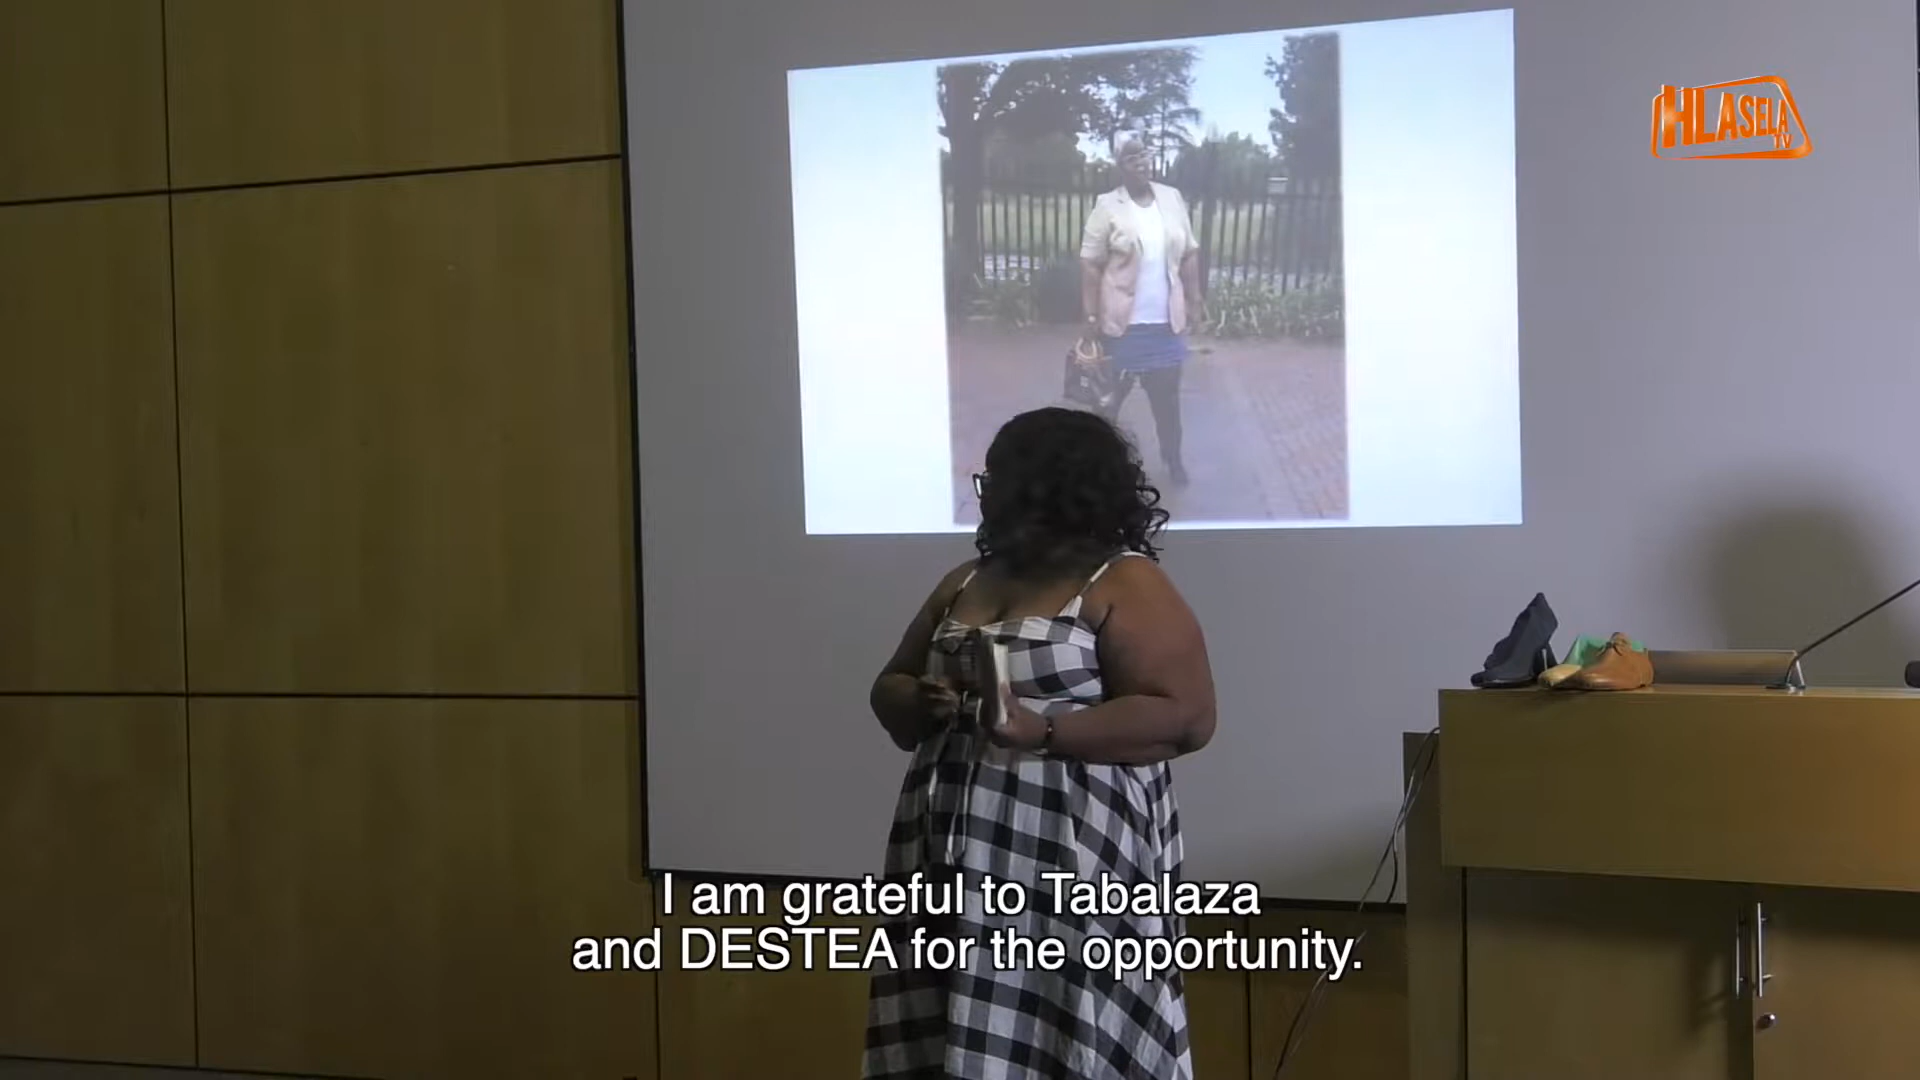 HLASELA
TV
I am grateful to Tabalaza
and DESTEA for the opportunity.